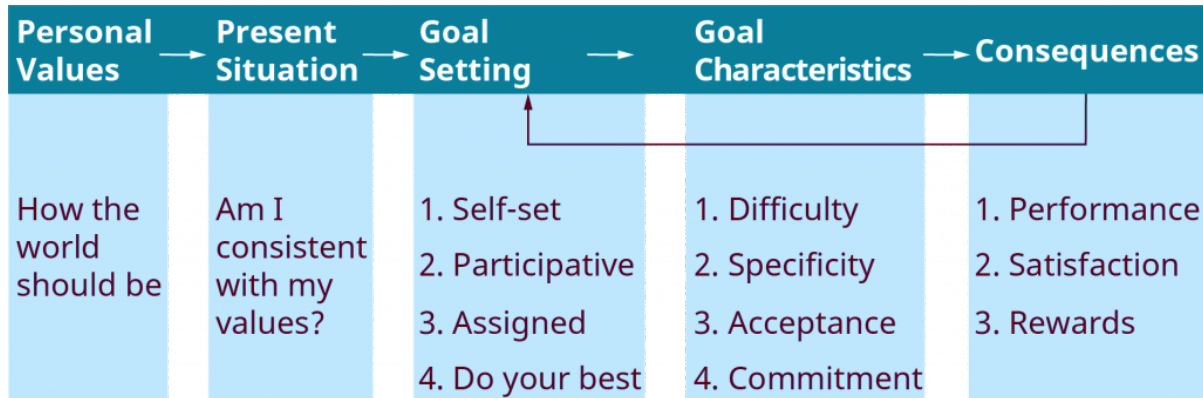 Personal
Values
Present
Situation
Goal
Setting
Goal
Characteristics
Consequences
How the
world
should be
Am I
consistent
with my
values?
1. Self-set
2. Participative
3. Assigned
4. Do your best
1. Difficulty
2. Specificity
3. Acceptance
4. Commitment
1. Performance
2. Satisfaction
3. Rewards